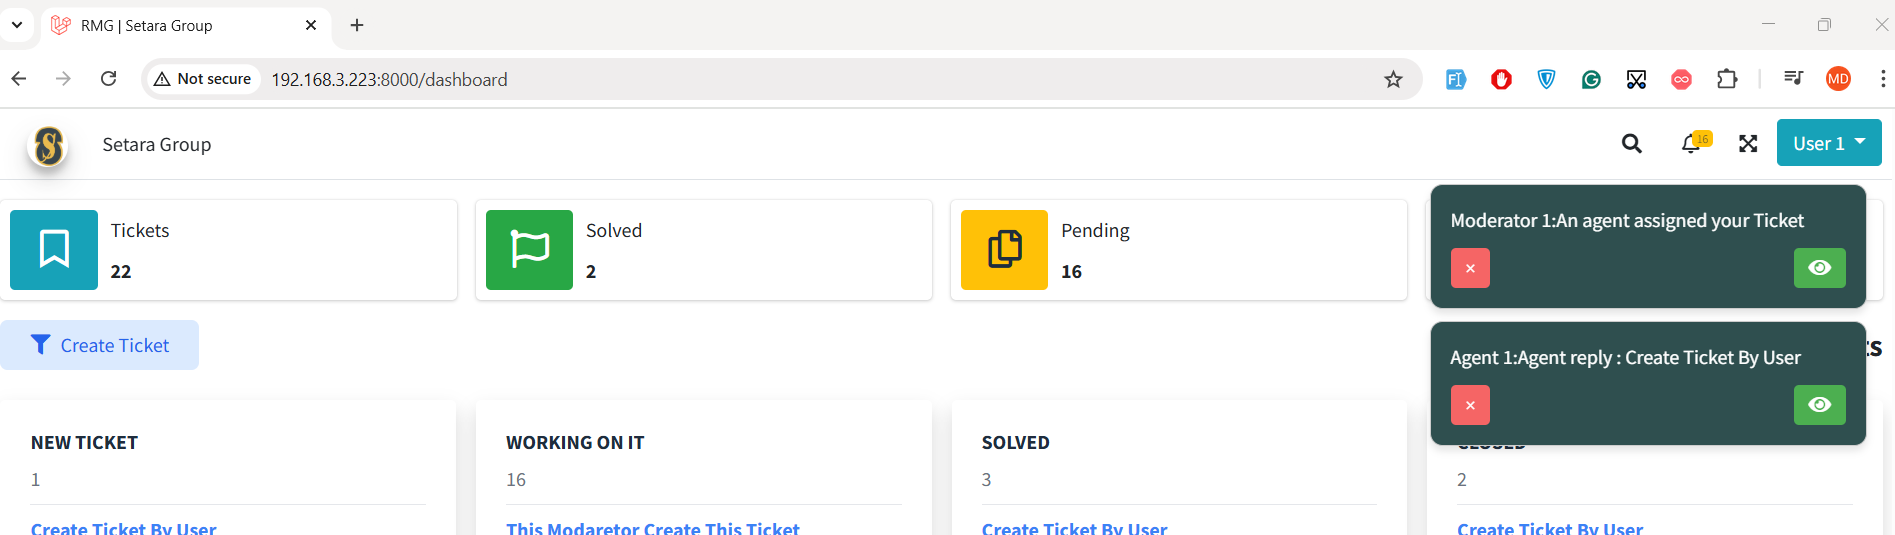 RMG | Setara Group
Not secure
192.168.3.223:8000/dashboard
MD
Setara Group
16
User 1
Tickets
22
Solved
2
Pending
16
Moderator 1:An agent assigned your Ticket
Create Ticket
Agent 1:Agent reply : Create Ticket By User
NEW TICKET
1
Create Ticket By User
WORKING ON IT
16
This Modaretor Create This Ticket
SOLVED
3
Create Ticket By User
CLOSED
2
Create Ticket By User